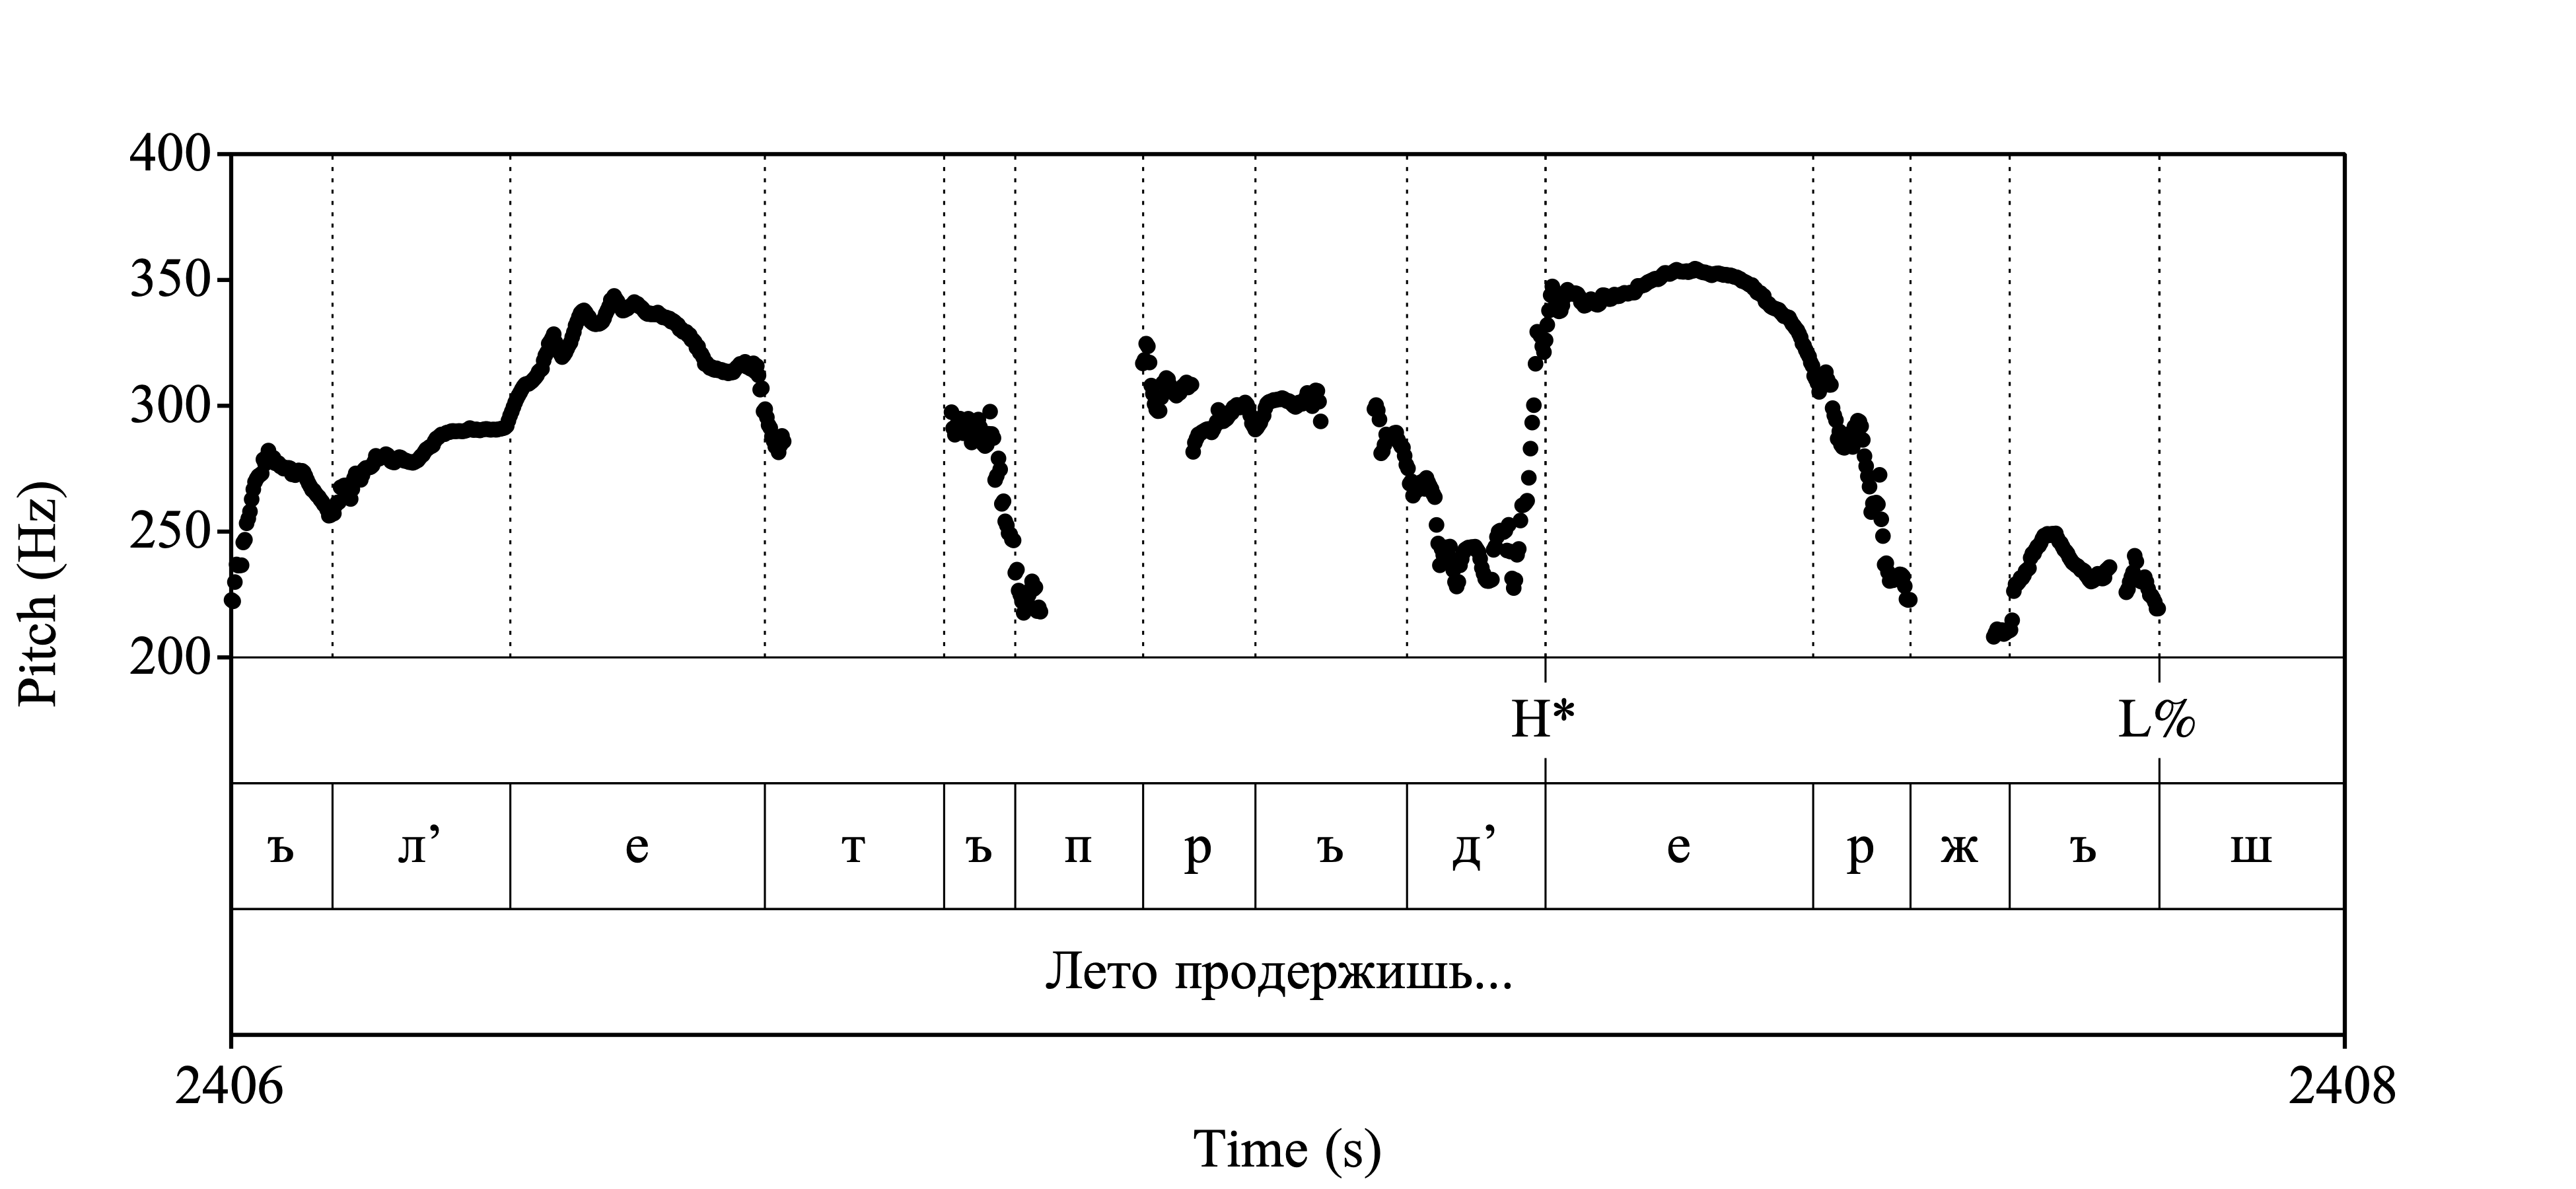 400
350
300
250
200
Pitch (Hz)
H* L%
ъ л’ е т ъ п р ъ д’ е р ж ъ ш
Лето продержишь...
2406 2408
Time (s)